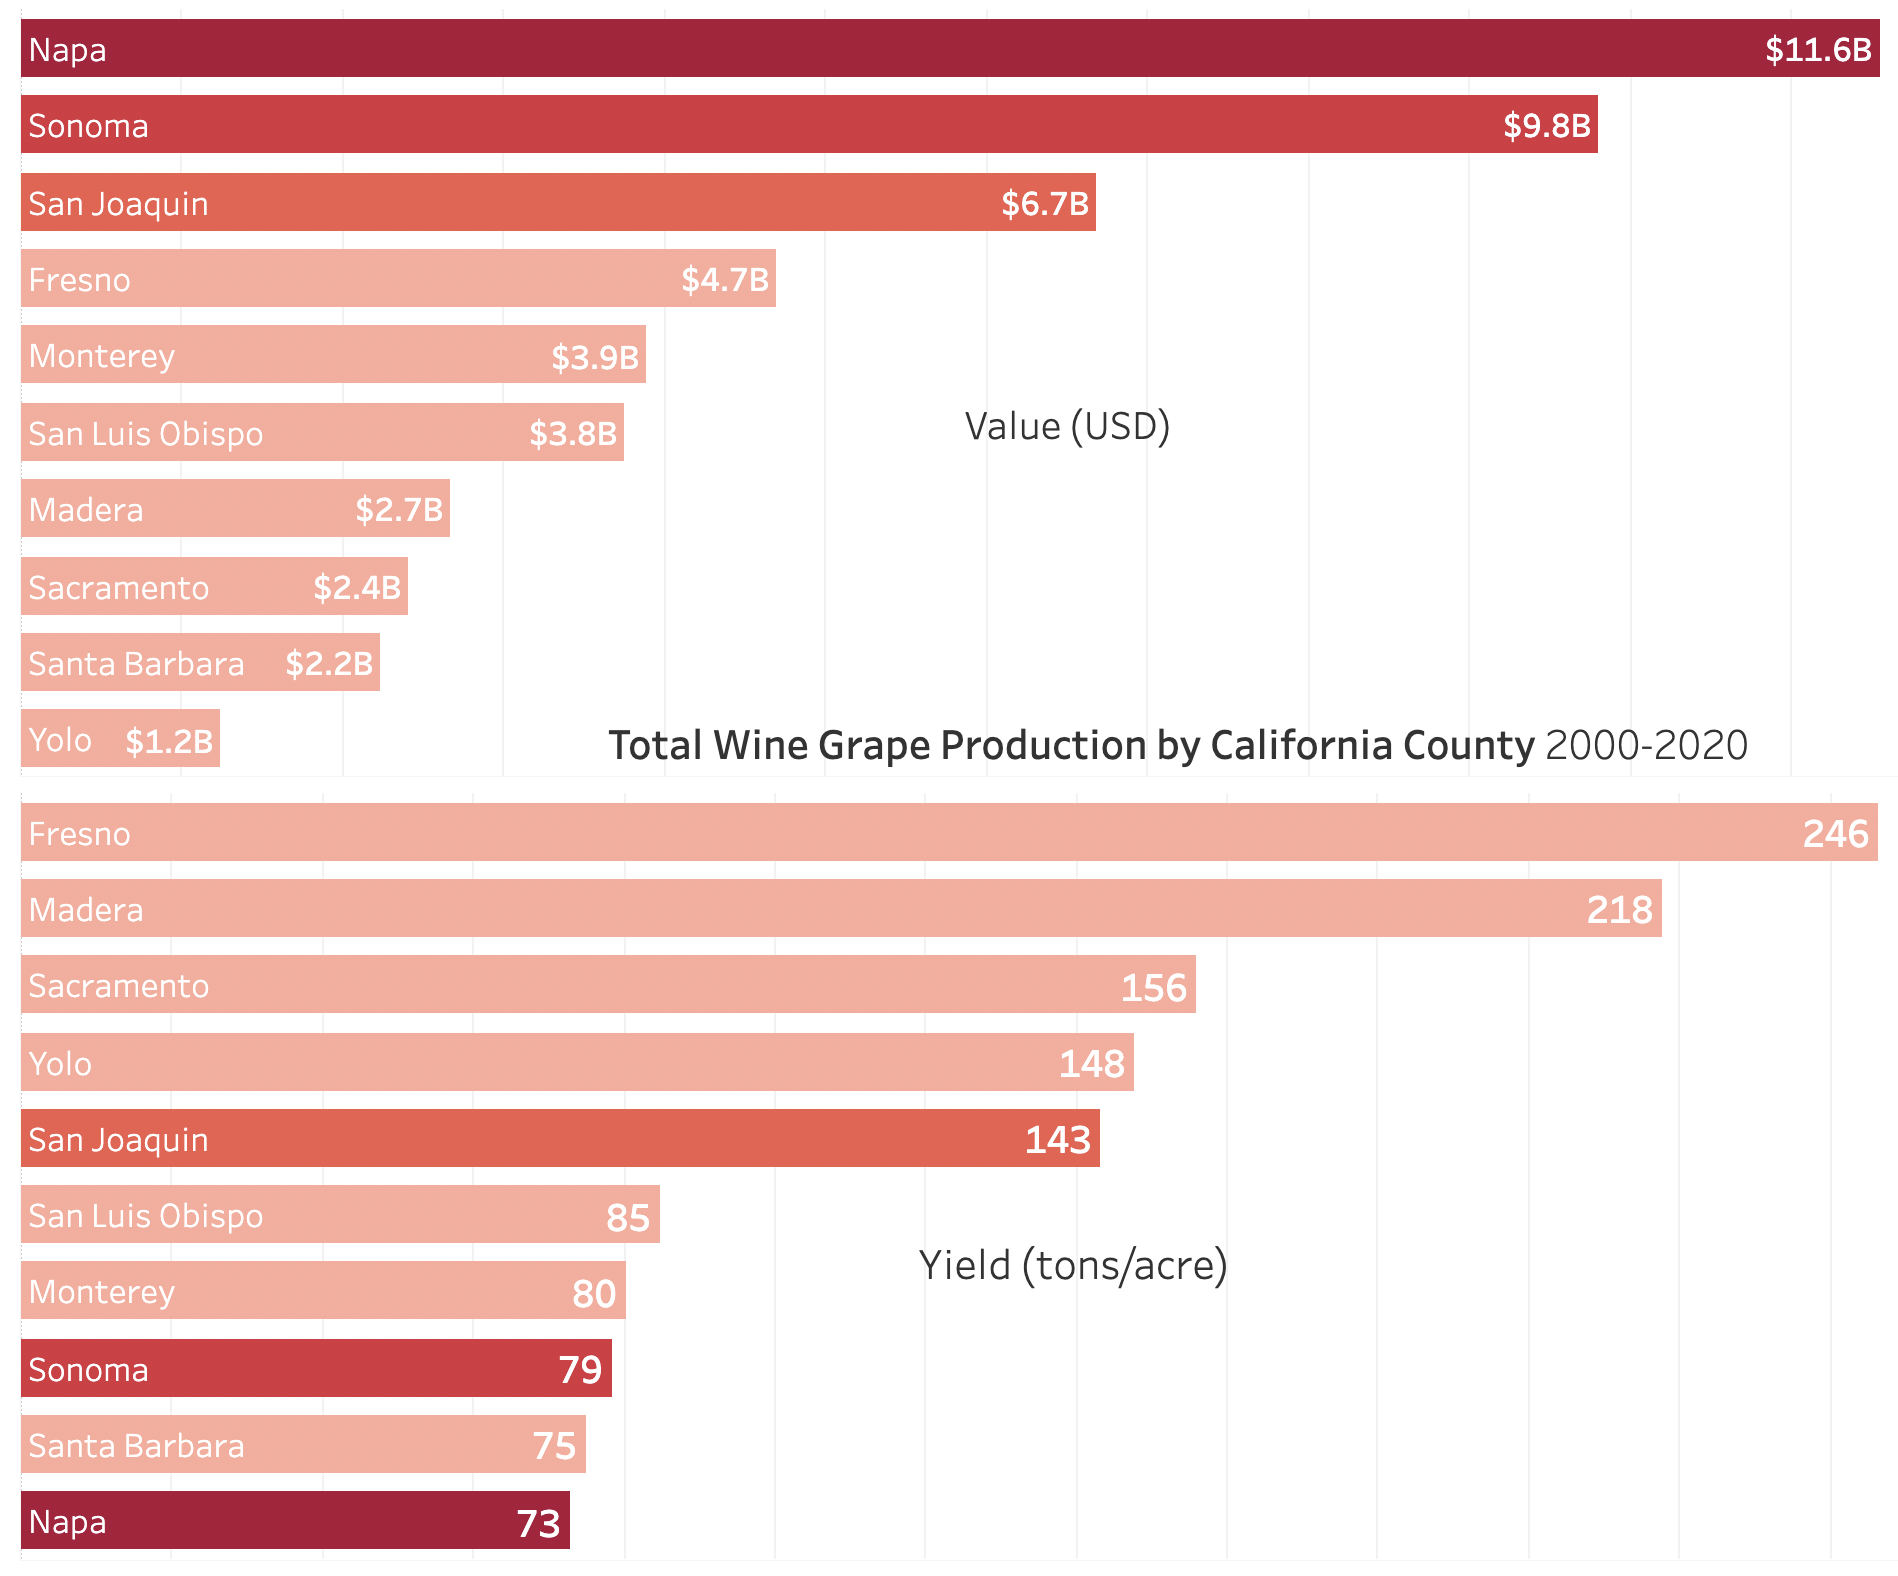 Napa $11.6B
Sonoma $9.8B
San Joaquin $6.7B
Fresno $4.7B
Monterey $3.9B
San Luis Obispo $3.8B
Value (USD)
Madera $2.7B
Sacramento $2.4B
Santa Barbara $2.2B
Yolo $1.2B
Total Wine Grape Production by California County 2000-2020
Fresno 246
Madera 218
Sacramento 156
Yolo 148
San Joaquin 143
San Luis Obispo 85
Yield (tons/acre)
Monterey 80
Sonoma 79
Santa Barbara 75
Napa 73